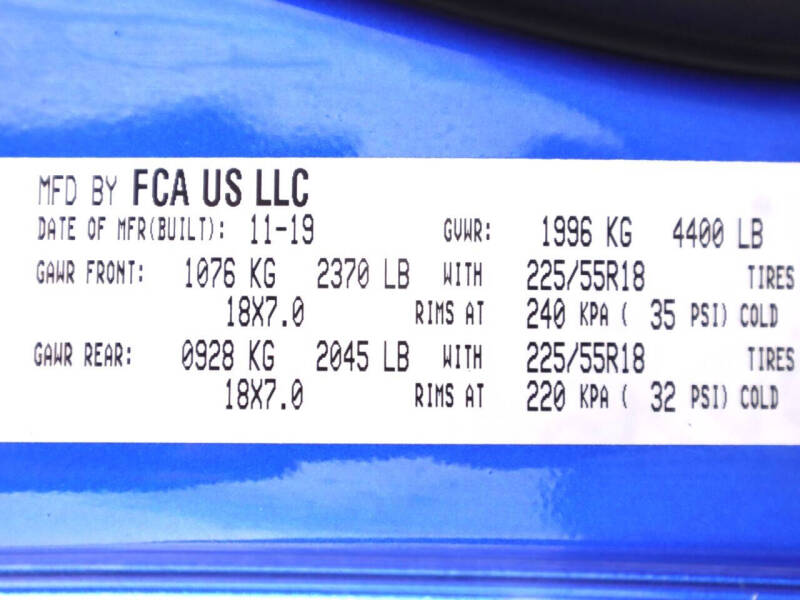 MFD BY FCA US LLC
DATE OF MFR(BUILT): 11-19 GVWR: 1996 KG 4400 LB
GAWR FRONT: 1076 KG 2370 LB WITH 225/55R18 TIRES
18X7.0 RIMS AT 240 KPA ( 35 PSI) COLD
GAWR REAR: 0928 KG 2045 LB WITH 225/55R18 TIRES
18X7.0 RIMS AT 220 KPA ( 32 PSI) COLD